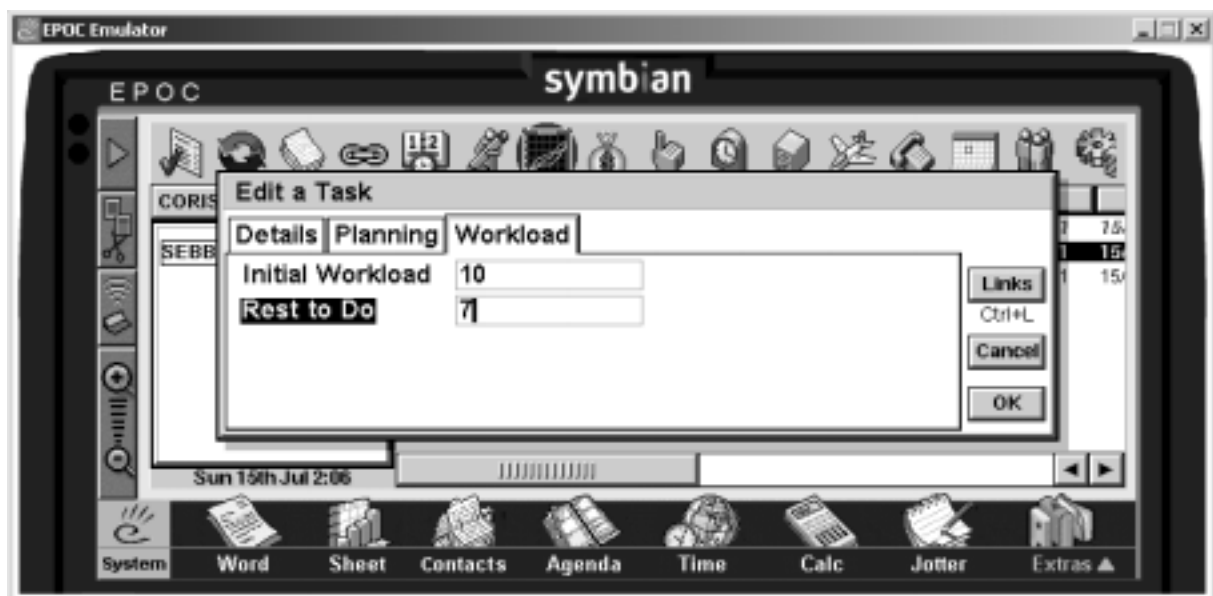 EPOC Emulator
symbian
EPOC
CORIS
Edit a Task
Details Planning Workload
SEBB
Initial Workload 10
Rest to Do 7
Links
Ctrl+L
Cancel
OK
Sun 15th Jul 2:06
System Word Sheet Contacts Agenda Time Calc Jotter Extras